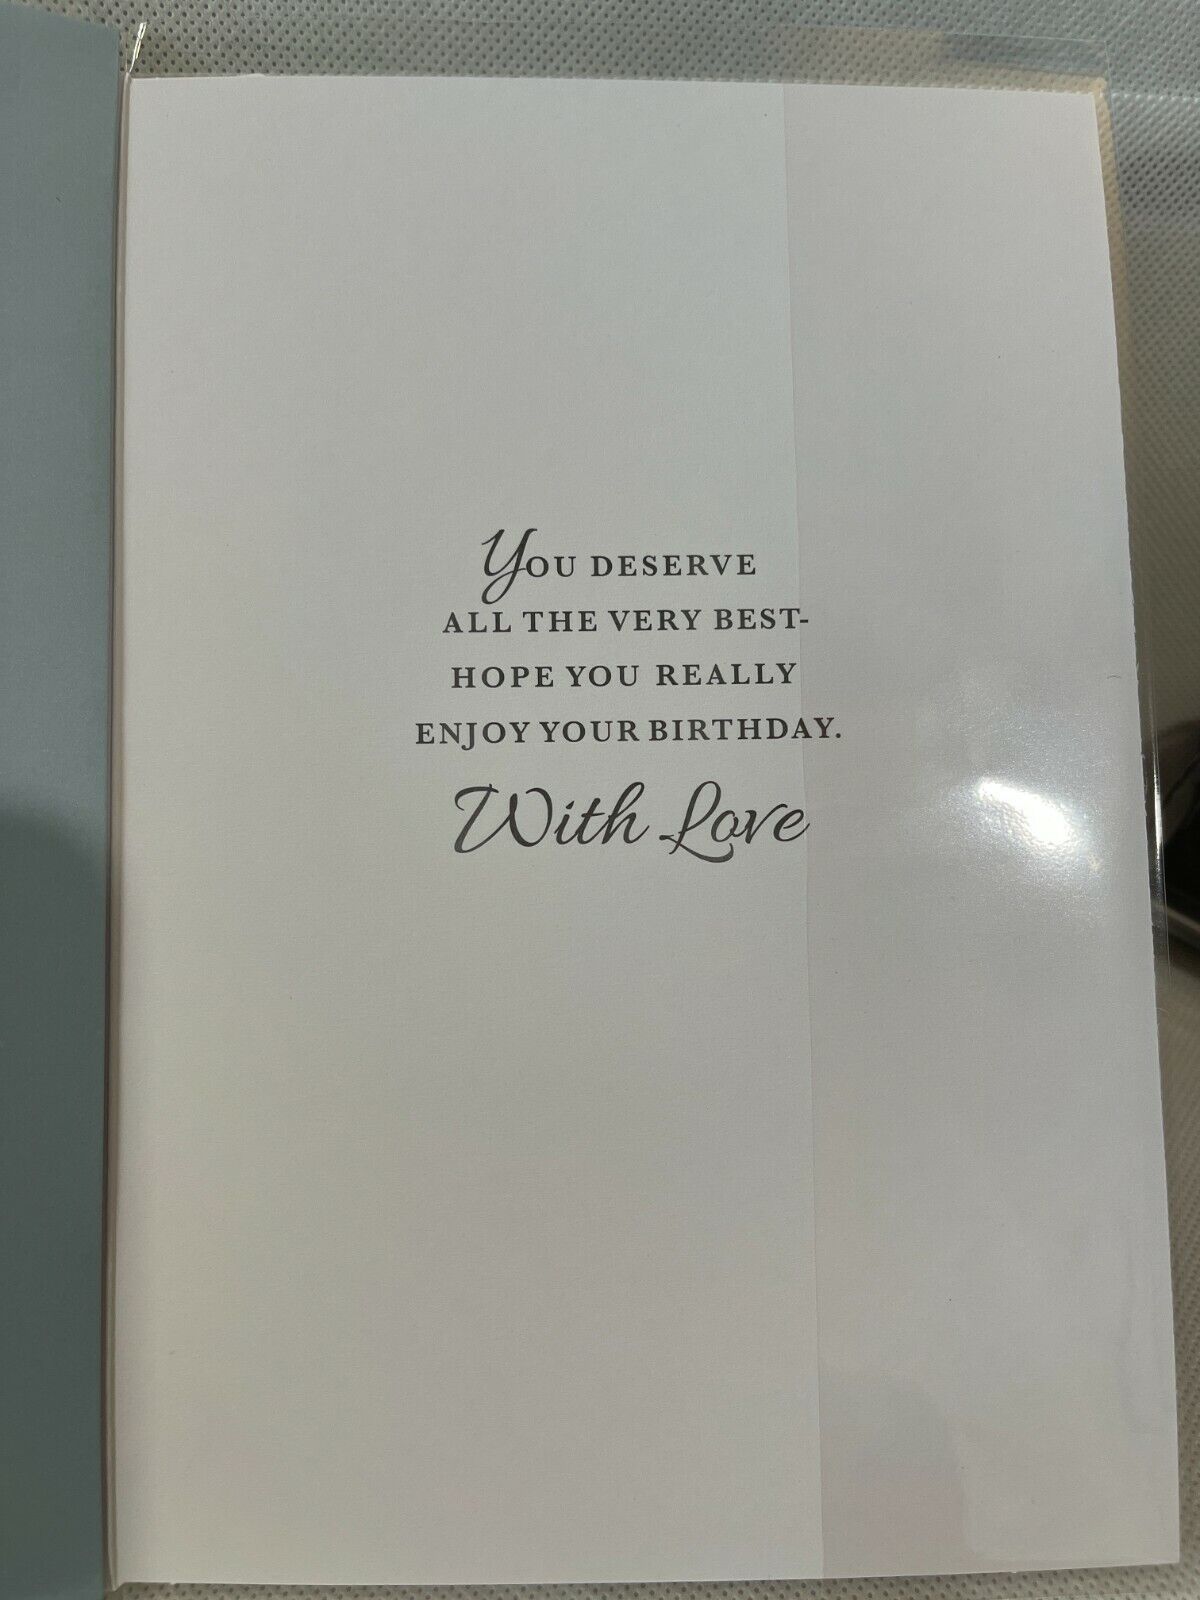 You DESERVE
ALL THE VERY BEST-
HOPE YOU REALLY
ENJOY YOUR BIRTHDAY.
With Love